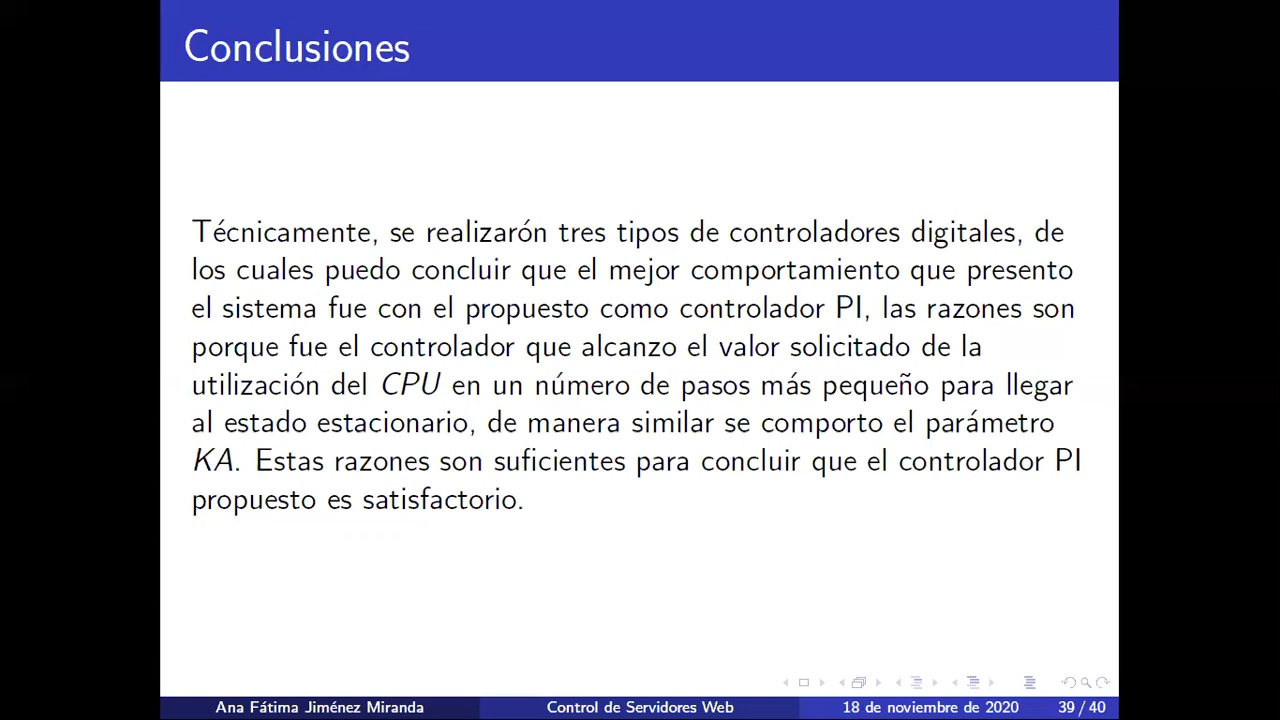 Conclusiones
Técnicamente, se realizarón tres tipos de controladores digitales, de
los cuales puedo concluir que el mejor comportamiento que presento
el sistema fue con el propuesto como controlador PI, las razones son
porque fue el controlador que alcanzo el valor solicitado de la
utilización del CPU en un número de pasos más pequeño para llegar
al estado estacionario, de manera similar se comporto el parámetro
KA. Estas razones son suficientes para concluir que el controlador PI
propuesto es satisfactorio.
Ana Fátima Jiménez Miranda Control de Servidores Web 18 de noviembre de 2020 39 / 40